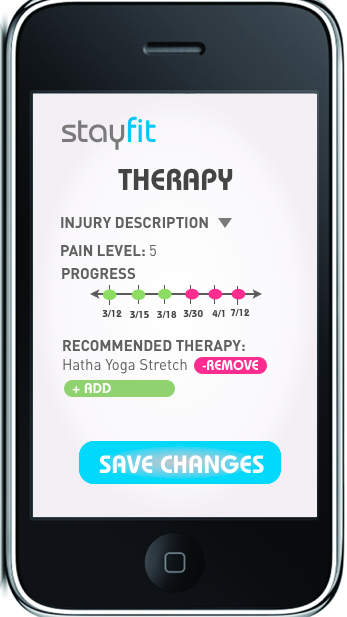 stayfit
THERAPY
INJURY DESCRIPTION
PAIN LEVEL: 5
PROGRESS
3/12 3/15 3/18 3/30 4/1 7/12
RECOMMENDED THERAPY:
Hatha Yoga Stretch -REMOVE
+ ADD
SAVE CHANGES